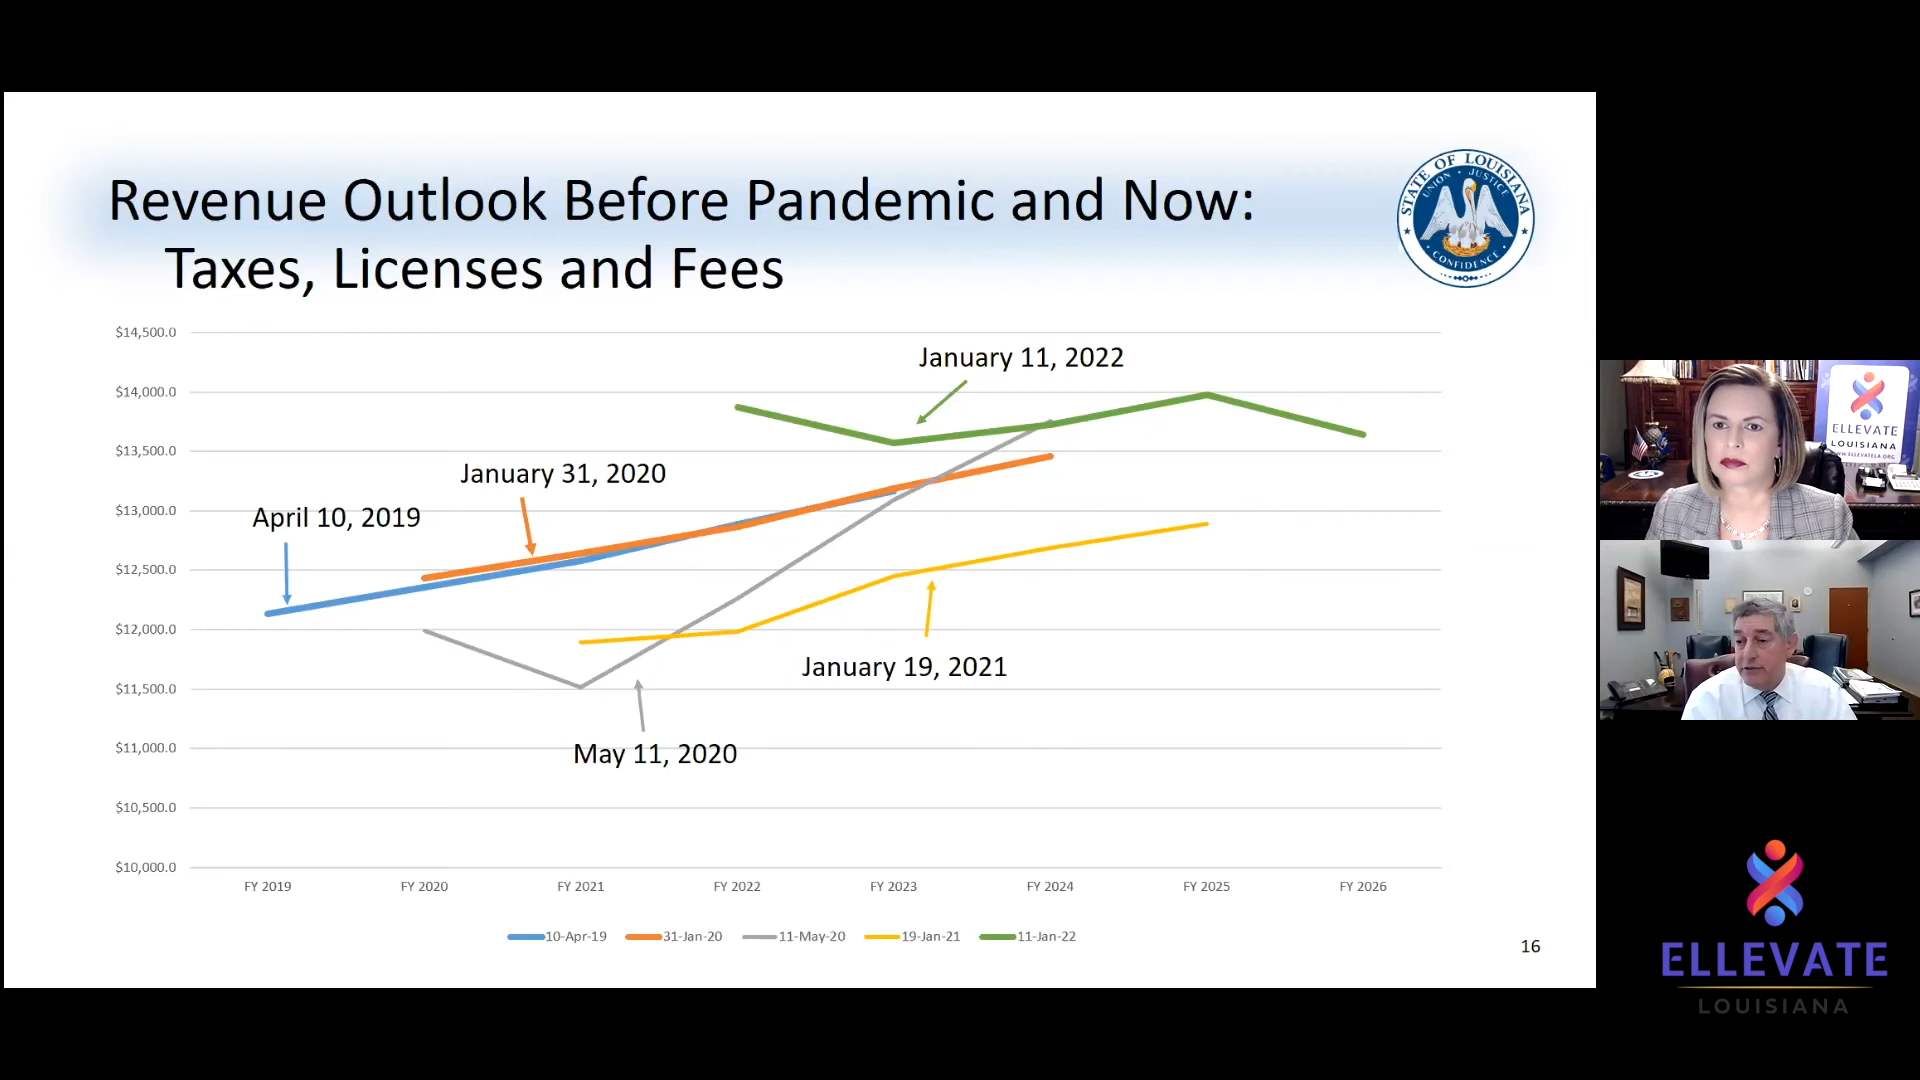 Revenue Outlook Before Pandemic and Now:
Taxes, Licenses and Fees
STATE OF LOUISIANA
UNION · JUSTICE
CONFIDENCE
$14,500.0
$14,000.0
$13,500.0
$13,000.0
$12,500.0
$12,000.0
$11,500.0
$11,000.0
$10,500.0
$10,000.0
January 11, 2022
January 31, 2020
April 10, 2019
January 19, 2021
May 11, 2020
FY 2019 FY 2020 FY 2021 FY 2022 FY 2023 FY 2024 FY 2025 FY 2026
10-Apr-19 31-Jan-20 11-May-20 19-Jan-21 11-Jan-22
16
ELLEVATE
LOUISIANA
WWW.ELLEVATELA.ORG
ELLEVATE
LOUISIANA